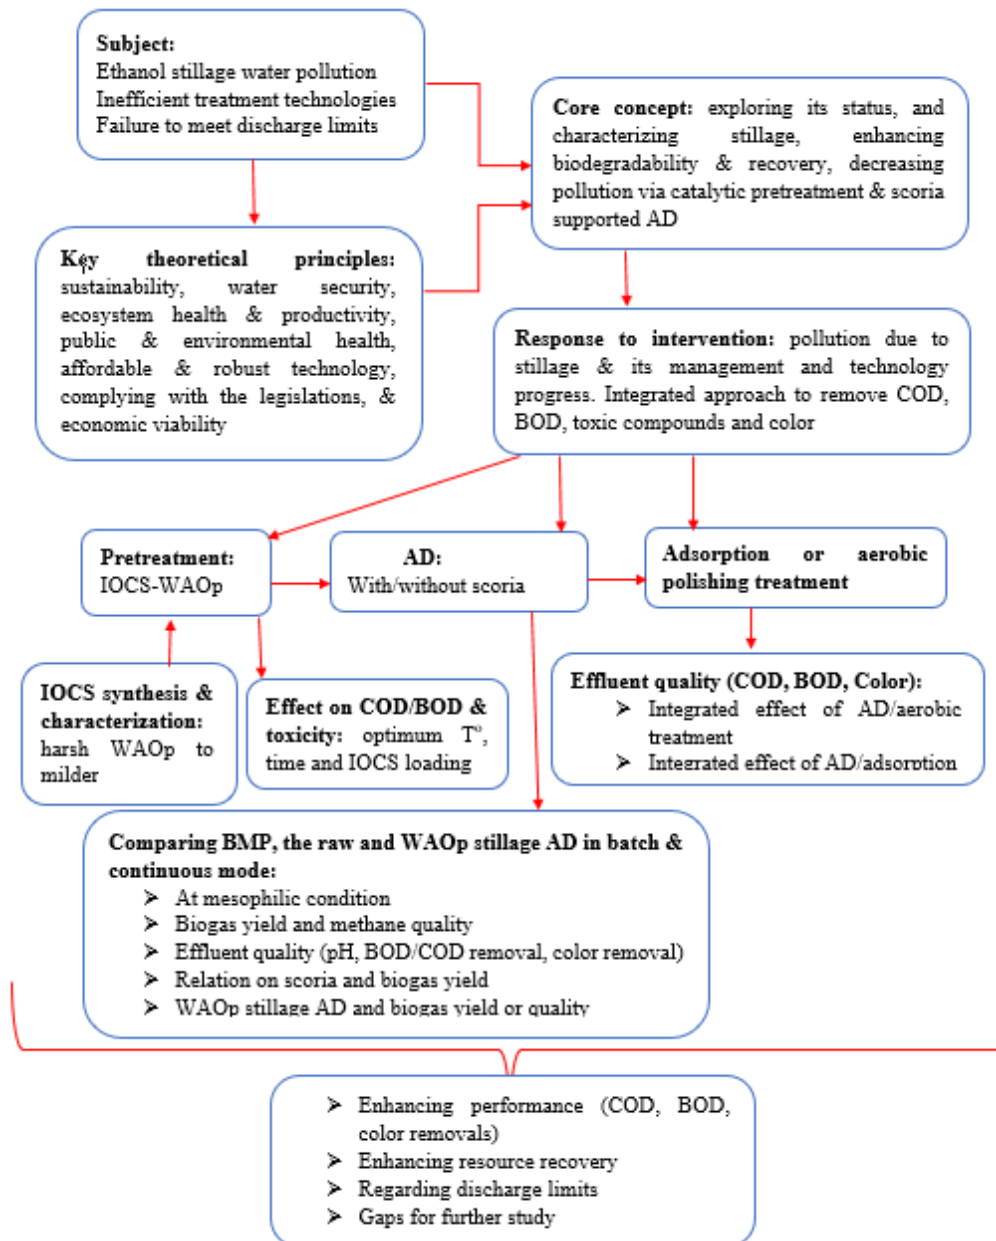 Subject:
Ethanol stillage water pollution
Inefficient treatment technologies
Failure to meet discharge limits
Core concept: exploring its status, and
characterizing stillage, enhancing
biodegradability & recovery, decreasing
pollution via catalytic pretreatment & scoria
supported AD
Key theoretical principles:
sustainability, water security,
ecosystem health & productivity,
public & environmental health,
affordable & robust technology,
complying with the legislations, &
economic viability
Response to intervention: pollution due to
stillage & its management and technology
progress. Integrated approach to remove COD,
BOD, toxic compounds and color
Pretreatment:
IOCS-WAOp
AD:
With/without scoria
Adsorption or aerobic
polishing treatment
IOCS synthesis &
characterization:
harsh WAOp to
milder
Effect on COD/BOD &
toxicity: optimum T°,
time and IOCS loading
Effluent quality (COD, BOD, Color):
➢ Integrated effect of AD/aerobic
treatment
➢ Integrated effect of AD/adsorption
Comparing BMP, the raw and WAOp stillage AD in batch &
continuous mode:
➢ At mesophilic condition
➢ Biogas yield and methane quality
➢ Effluent quality (pH, BOD/COD removal, color removal)
➢ Relation on scoria and biogas yield
➢ WAOp stillage AD and biogas yield or quality
➢ Enhancing performance (COD, BOD,
color removals)
➢ Enhancing resource recovery
➢ Regarding discharge limits
➢ Gaps for further study